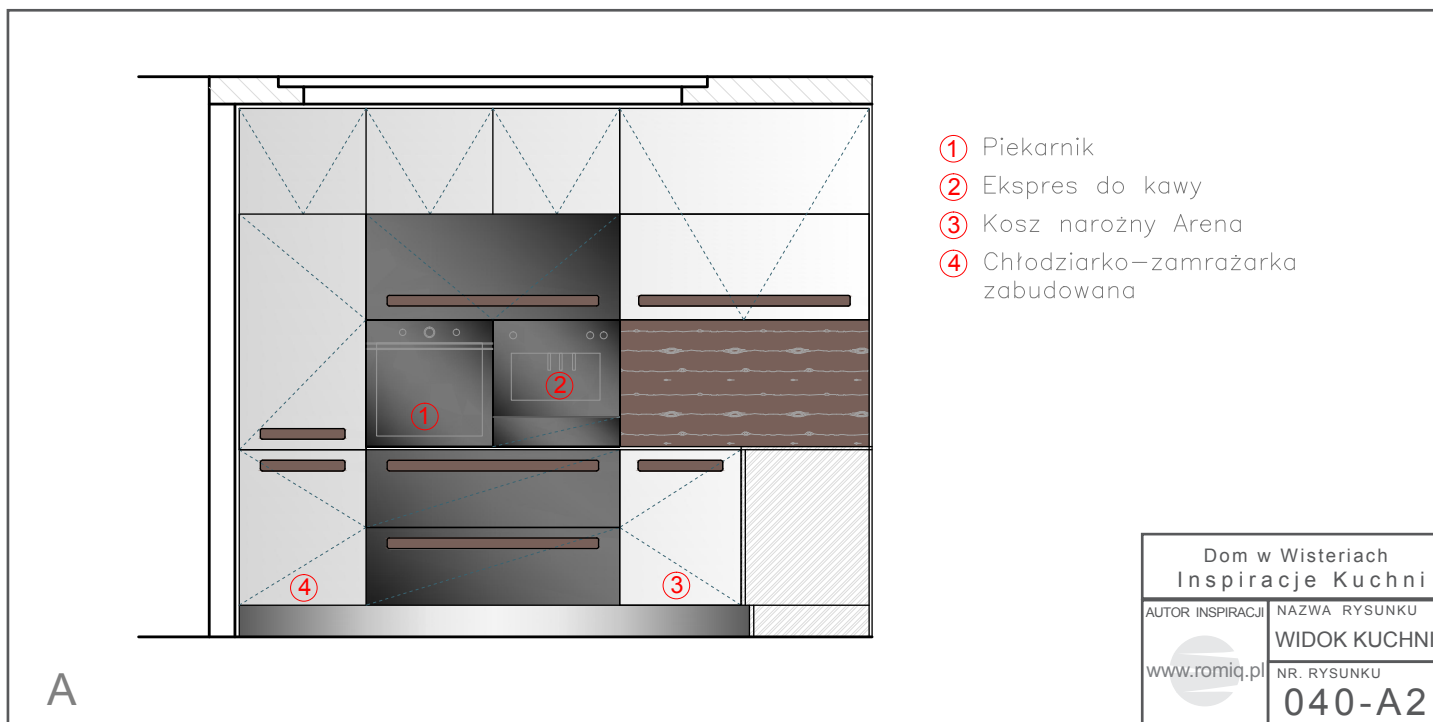 1 Piekarnik
2 Ekspres do kawy
3 Kosz narożny Arena
4 Chłodziarko-zamrażarka
zabudowana
1
2
4
3
A
Dom w Wisteriach
Inspiracje Kuchni
AUTOR INSPIRACJI
www.romiq.pl
NAZWA RYSUNKU
WIDOK KUCHNI
NR. RYSUNKU
040-A2